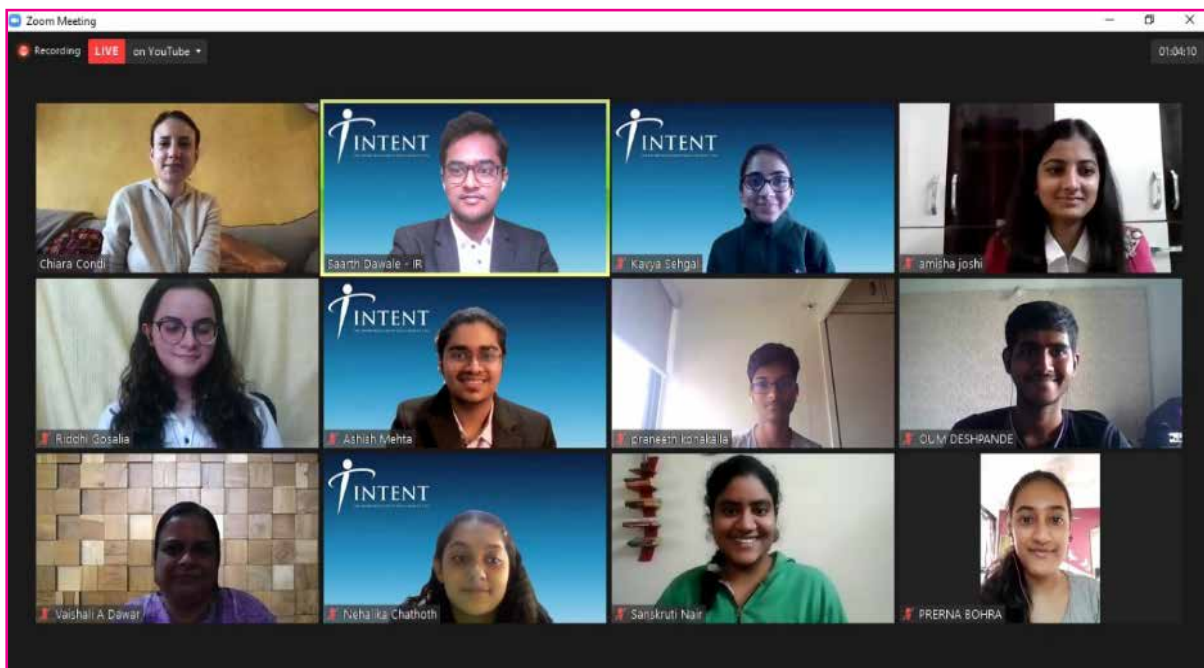 Zoom Meeting
Recording LIVE on YouTube
01:04:10
INTENT
INTENT
Chiara Condi
Saarth Dawale - IR
Kavya Sehgal
amisha joshi
INTENT
Riddhi Gosalia
Ashish Mehta
praneeth konakalla
OUM DESHPANDE
INTENT
Vaishali A Dawar
Nehalika Chathoth
Sanskruti Nair
PRERNA BOHRA